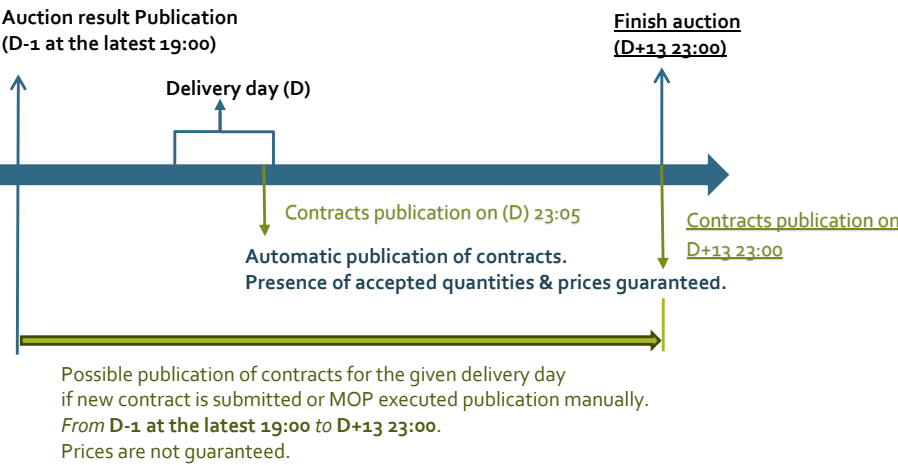 Auction result Publication
(D-1 at the latest 19:00)
Finish auction
(D+13 23:00)
Delivery day (D)
Contracts publication on (D) 23:05
Contracts publication on
D+13 23:00
Automatic publication of contracts.
Presence of accepted quantities & prices guaranteed.
Possible publication of contracts for the given delivery day
if new contract is submitted or MOP executed publication manually.
From D-1 at the latest 19:00 to D+13 23:00.
Prices are not guaranteed.